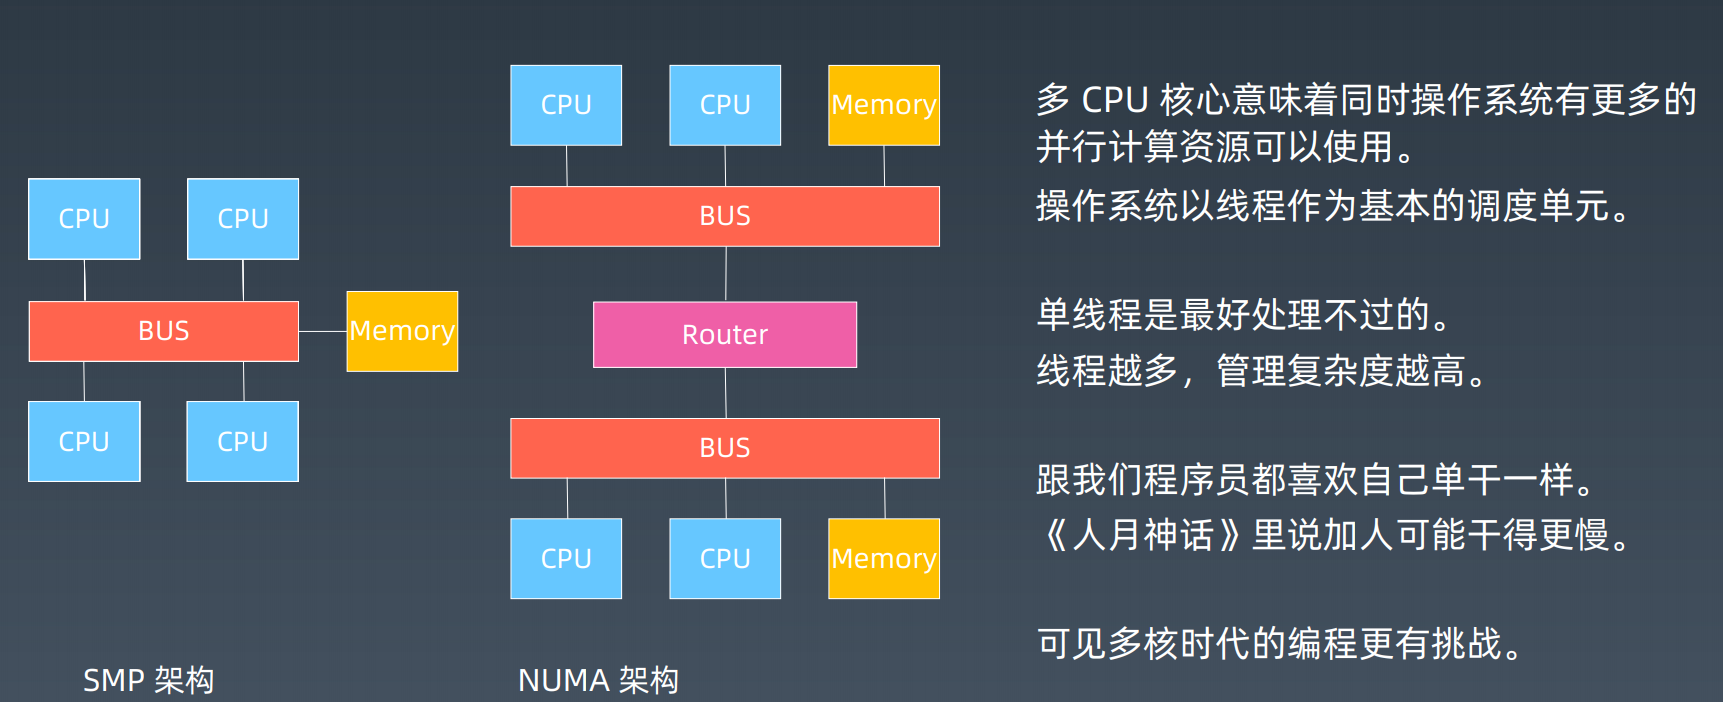 CPU
CPU
BUS
Memory
CPU
CPU
SMP 架构
CPU
CPU
Memory
BUS
Router
BUS
CPU
CPU
Memory
NUMA 架构
多 CPU 核心意味着同时操作系统有更多的
并行计算资源可以使用。
操作系统以线程作为基本的调度单元。
单线程是最好处理不过的。
线程越多，管理复杂度越高。
跟我们程序员都喜欢自己单干一样。
《人月神话》里说加人可能干得更慢。
可见多核时代的编程更有挑战。